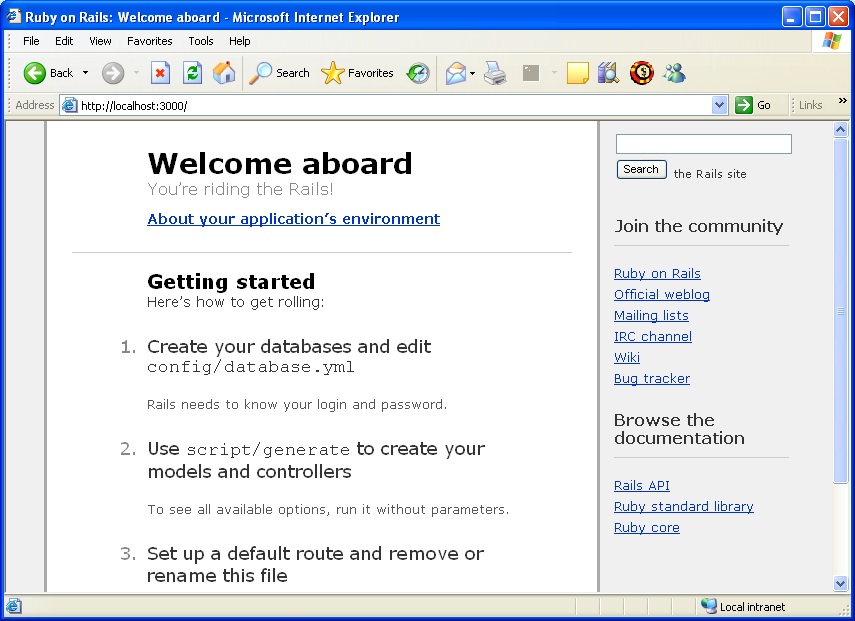 Ruby on Rails: Welcome aboard - Microsoft Internet Explorer
File Edit View Favorites Tools Help
Back Search Favorites
Address http://localhost:3000/ Go Links »
Welcome aboard
You're riding the Rails!
About your application's environment
Getting started
Here's how to get rolling:
1. Create your databases and edit
config/database.yml
Rails needs to know your login and password.
2. Use script/generate to create your
models and controllers
To see all available options, run it without parameters.
3. Set up a default route and remove or
rename this file
Search the Rails site
Join the community
Ruby on Rails
Official weblog
Mailing lists
IRC channel
Wiki
Bug tracker
Browse the
documentation
Rails API
Ruby standard library
Ruby core
Local intranet